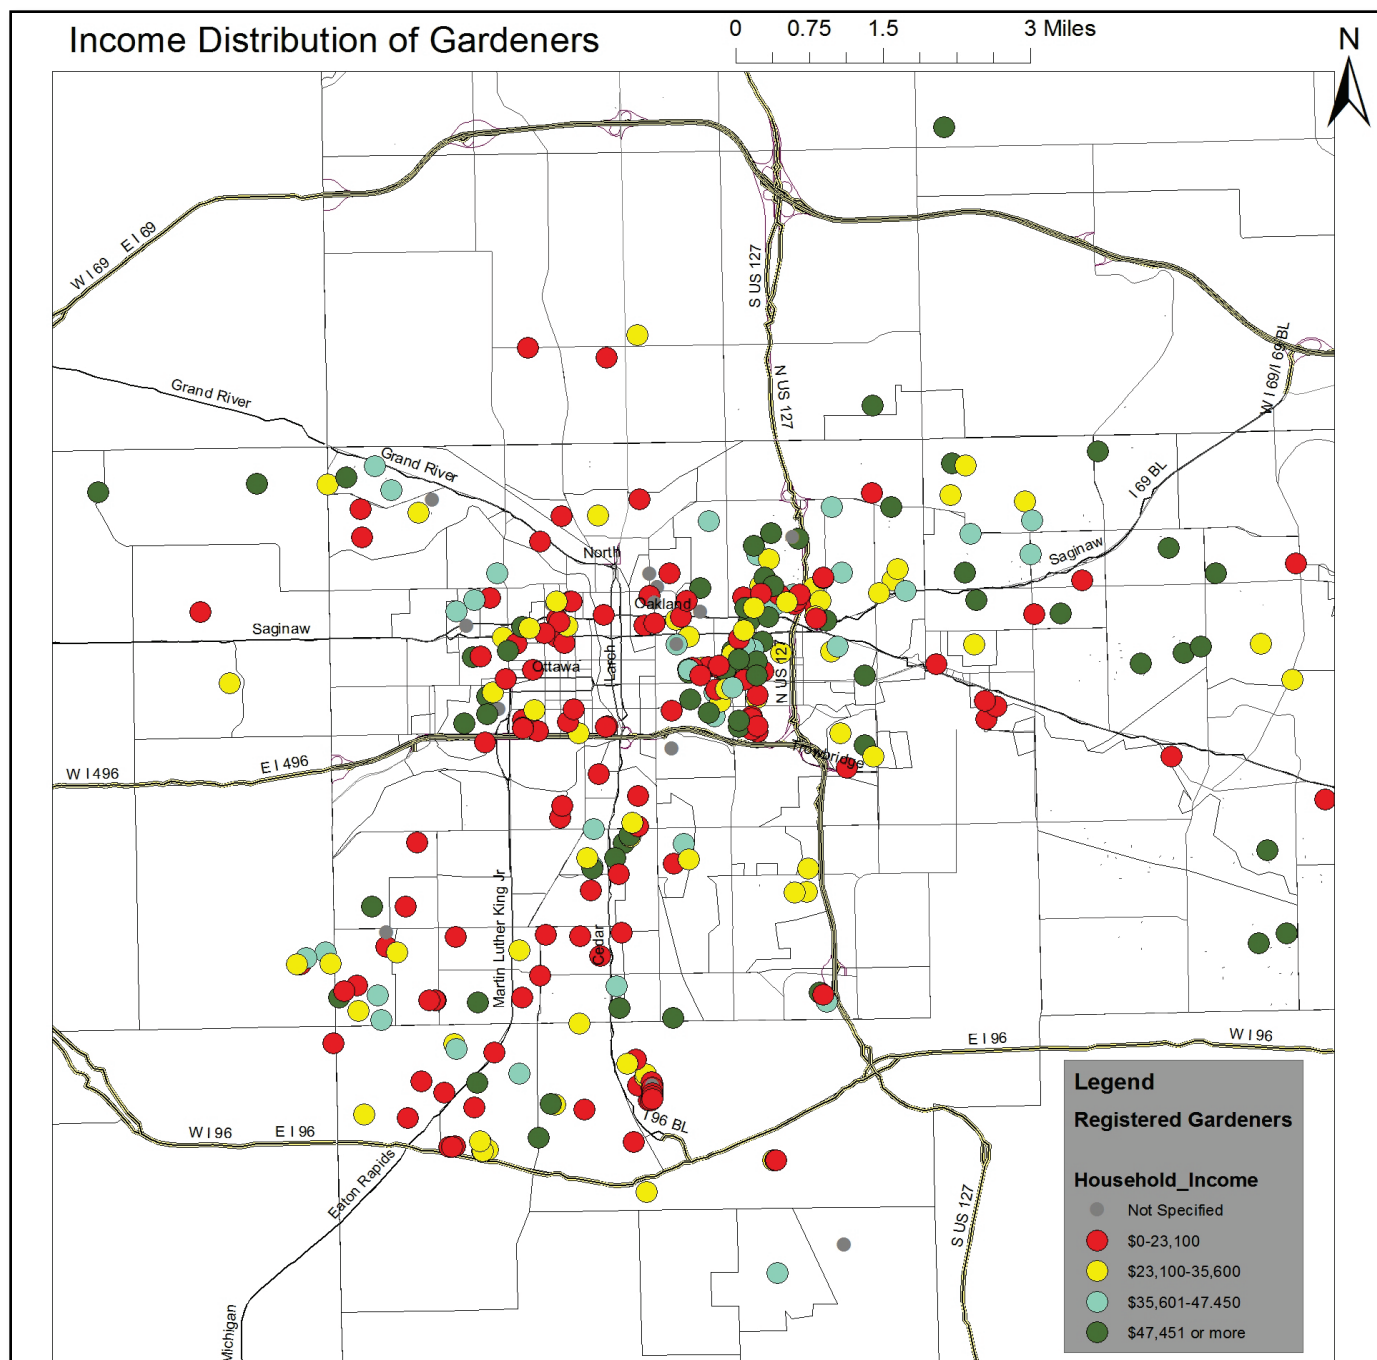 Income Distribution of Gardeners
0 0.75 1.5 3 Miles
N
E I 69
W I 69
S US 127
N US 127
W I 69/I 69 BL
Grand River
Grand River
I 69 BL
North
Saginaw
Oakland
Saginaw
Larch
Ottawa
N US 127
Trowbridge
E I 496
W I 496
Martin Luther King Jr
Cedar
E I 96
W I 96
I 96 BL
W I 96
E I 96
Eaton Rapids
S US 127
Michigan
Legend
Registered Gardeners
Household_Income
Not Specified
$0-23,100
$23,100-35,600
$35,601-47.450
$47,451 or more